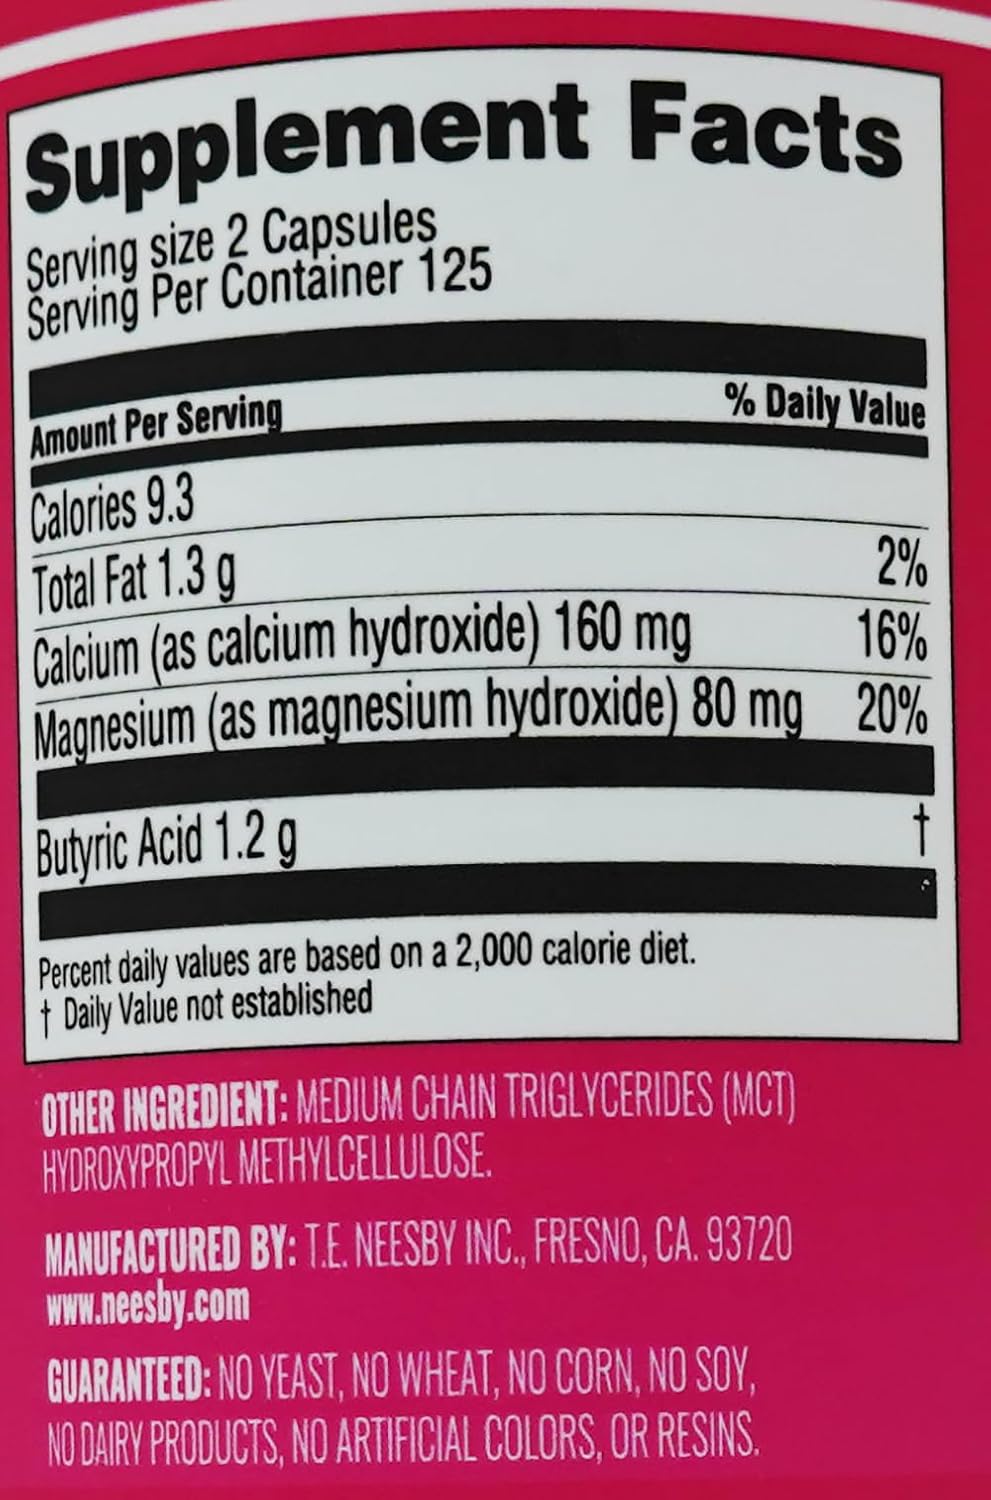 Supplement Facts
Serving size 2 Capsules
Serving Per Container 125
Amount Per Serving % Daily Value
Calories 9.3
Total Fat 1.3 g 2%
Calcium (as calcium hydroxide) 160 mg 16%
Magnesium (as magnesium hydroxide) 80 mg 20%
Butyric Acid 1.2 g †
Percent daily values are based on a 2,000 calorie diet.
† Daily Value not established
OTHER INGREDIENT: MEDIUM CHAIN TRIGLYCERIDES (MCT)
HYDROXYPROPYL METHYLCELLULOSE.
MANUFACTURED BY: T.E. NEESBY INC., FRESNO, CA. 93720
www.neesby.com
GUARANTEED: NO YEAST, NO WHEAT, NO CORN, NO SOY,
NO DAIRY PRODUCTS, NO ARTIFICIAL COLORS, OR RESINS.